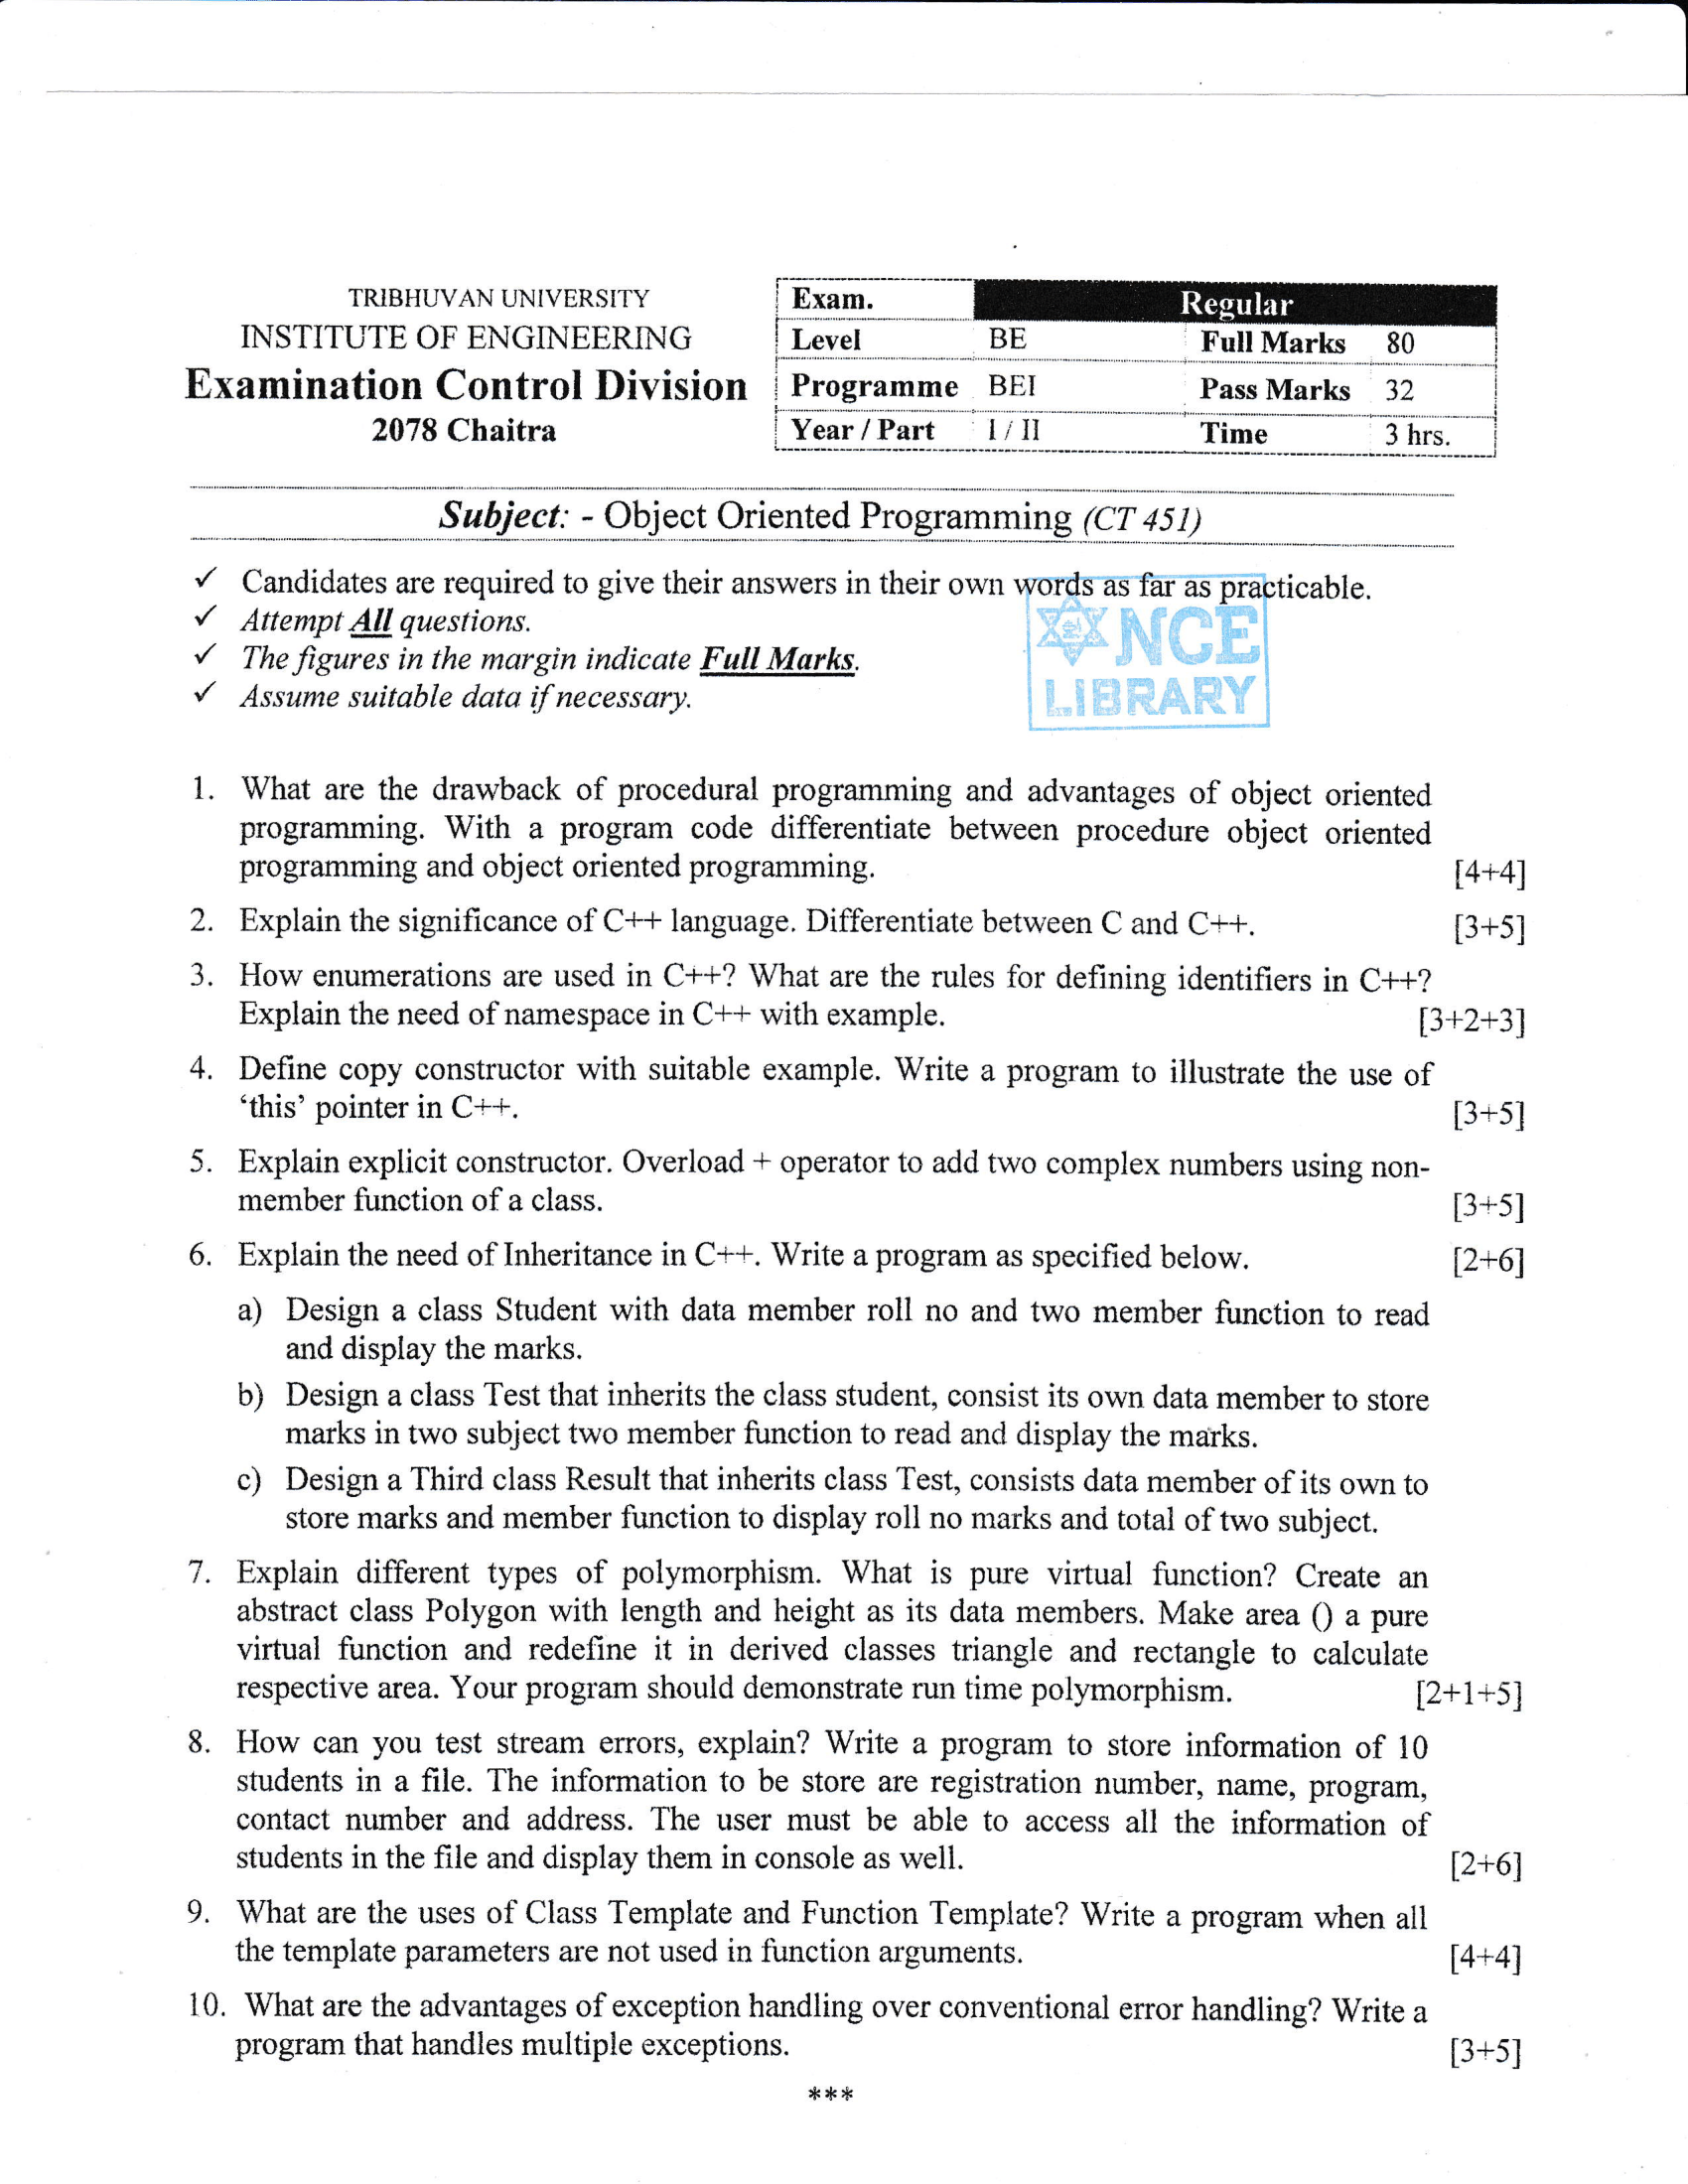 TRIBHUVAN UNIVERSITY
INSTITUTE OF ENGINEERING
Examination Control Division
2078 Chaitra
Exam. Regular
Level BE Full Marks 80
Programme BEI Pass Marks 32
Year / Part I / II Time 3 hrs.
Subject: - Object Oriented Programming (CT 451)
✓ Candidates are required to give their answers in their own words as far as practicable.
✓ Attempt All questions.
✓ The figures in the margin indicate Full Marks.
✓ Assume suitable data if necessary.
NCE
LIBRARY
1. What are the drawback of procedural programming and advantages of object oriented
programming. With a program code differentiate between procedure object oriented
programming and object oriented programming. [4+4]
2. Explain the significance of C++ language. Differentiate between C and C++. [3+5]
3. How enumerations are used in C++? What are the rules for defining identifiers in C++?
Explain the need of namespace in C++ with example. [3+2+3]
4. Define copy constructor with suitable example. Write a program to illustrate the use of
‘this’ pointer in C++. [3+5]
5. Explain explicit constructor. Overload + operator to add two complex numbers using non-
member function of a class. [3+5]
6. Explain the need of Inheritance in C++. Write a program as specified below. [2+6]
a) Design a class Student with data member roll no and two member function to read
and display the marks.
b) Design a class Test that inherits the class student, consist its own data member to store
marks in two subject two member function to read and display the marks.
c) Design a Third class Result that inherits class Test, consists data member of its own to
store marks and member function to display roll no marks and total of two subject.
7. Explain different types of polymorphism. What is pure virtual function? Create an
abstract class Polygon with length and height as its data members. Make area () a pure
virtual function and redefine it in derived classes triangle and rectangle to calculate
respective area. Your program should demonstrate run time polymorphism. [2+1+5]
8. How can you test stream errors, explain? Write a program to store information of 10
students in a file. The information to be store are registration number, name, program,
contact number and address. The user must be able to access all the information of
students in the file and display them in console as well. [2+6]
9. What are the uses of Class Template and Function Template? Write a program when all
the template parameters are not used in function arguments. [4+4]
10. What are the advantages of exception handling over conventional error handling? Write a
program that handles multiple exceptions. [3+5]
***